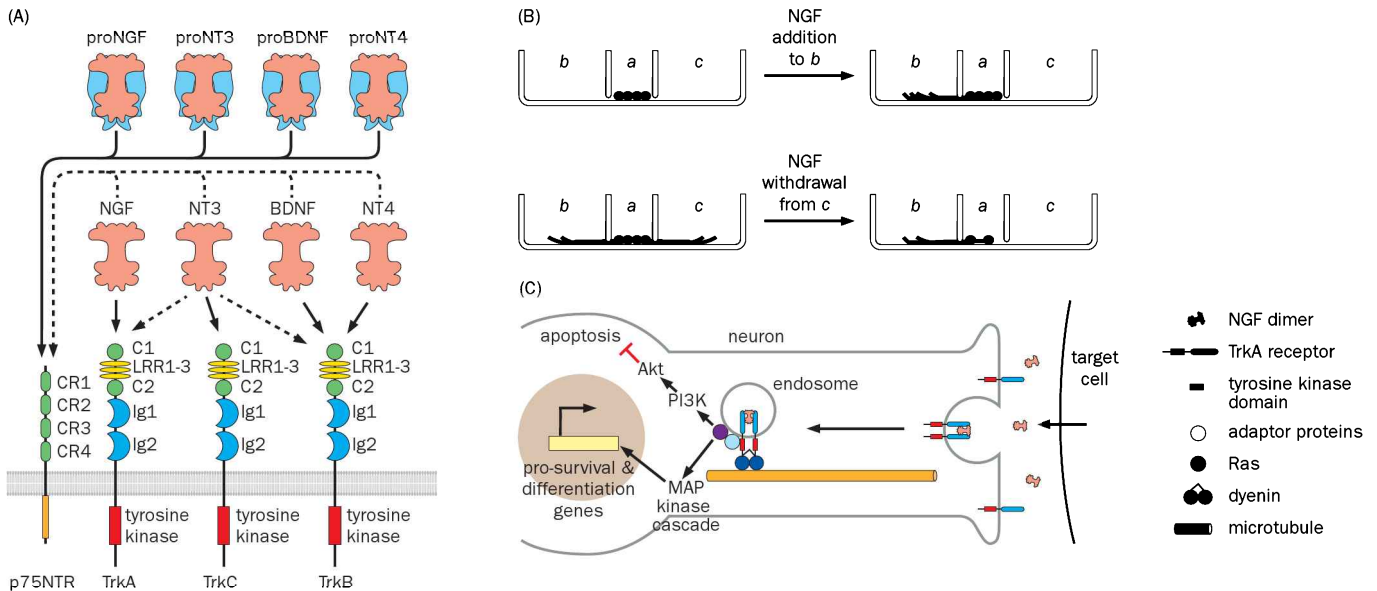 (A)
proNGF proNT3 proBDNF proNT4
NGF NT3 BDNF NT4
C1 C1 C1
LRR1-3 LRR1-3 LRR1-3
C2 C2 C2
CR1
CR2
CR3
CR4
Ig1 Ig1 Ig1
Ig2 Ig2 Ig2
tyrosine tyrosine tyrosine
kinase kinase kinase
p75NTR TrkA TrkC TrkB
(B)
b a c
NGF
addition
to b
b a c
b a c
NGF
withdrawal
from c
b a c
(C)
apoptosis
neuron
Akt
endosome
PI3K
pro-survival &
differentiation
genes
MAP
kinase
cascade
target
cell
NGF dimer
TrkA receptor
tyrosine kinase
domain
adaptor proteins
Ras
dyenin
microtubule